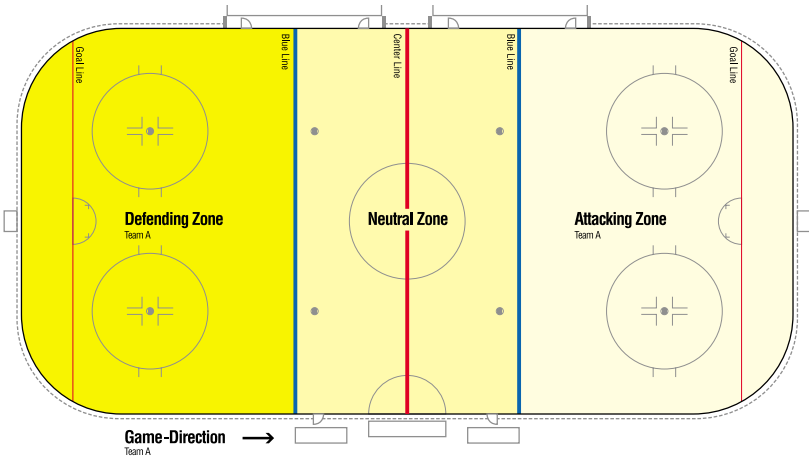 Goal Line
Blue Line
Center Line
Blue Line
Goal Line
Defending Zone
Team A
Neutral Zone
Attacking Zone
Team A
Game-Direction
Team A